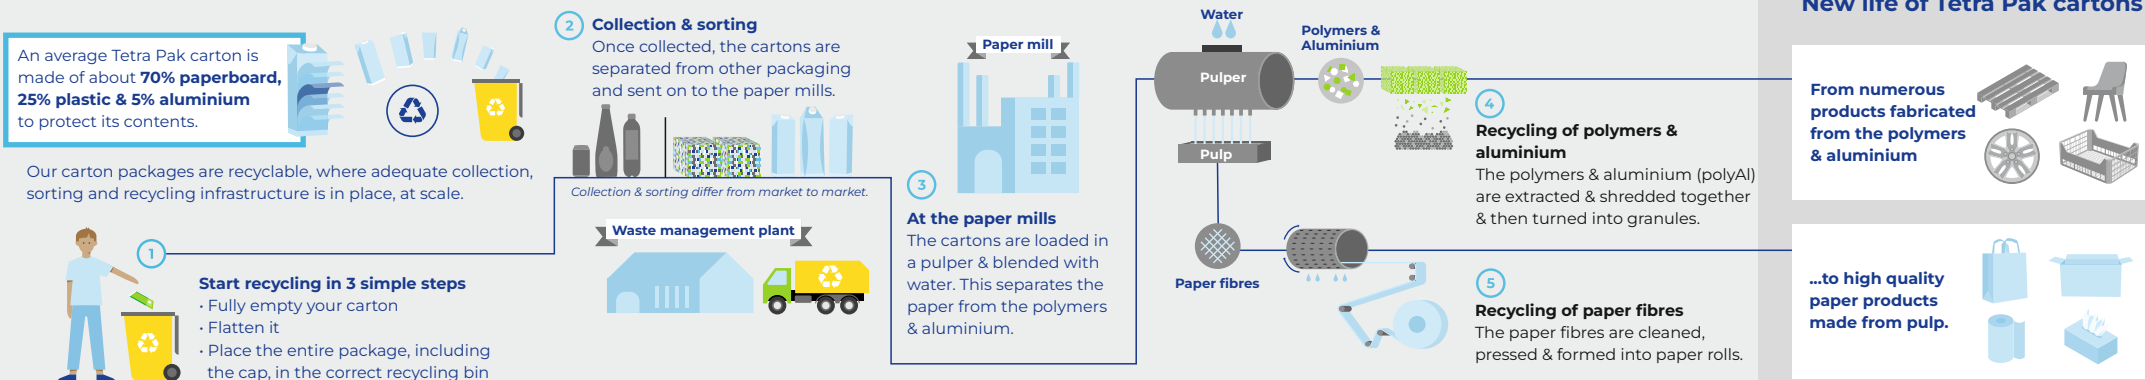 An average Tetra Pak carton is
made of about 70% paperboard,
25% plastic & 5% aluminium
to protect its contents.
Our carton packages are recyclable, where adequate collection,
sorting and recycling infrastructure is in place, at scale.
1
Start recycling in 3 simple steps
· Fully empty your carton
· Flatten it
· Place the entire package, including
the cap, in the correct recycling bin
2
Collection & sorting
Once collected, the cartons are
separated from other packaging
and sent on to the paper mills.
Collection & sorting differ from market to market.
Waste management plant
Paper mill
3
At the paper mills
The cartons are loaded in
a pulper & blended with
water. This separates the
paper from the polymers
& aluminium.
Water
Pulper
Pulp
Polymers &
Aluminium
4
Recycling of polymers &
aluminium
The polymers & aluminium (polyAl)
are extracted & shredded together
& then turned into granules.
Paper fibres
5
Recycling of paper fibres
The paper fibres are cleaned,
pressed & formed into paper rolls.
New life of Tetra Pak cartons
From numerous
products fabricated
from the polymers
& aluminium
...to high quality
paper products
made from pulp.